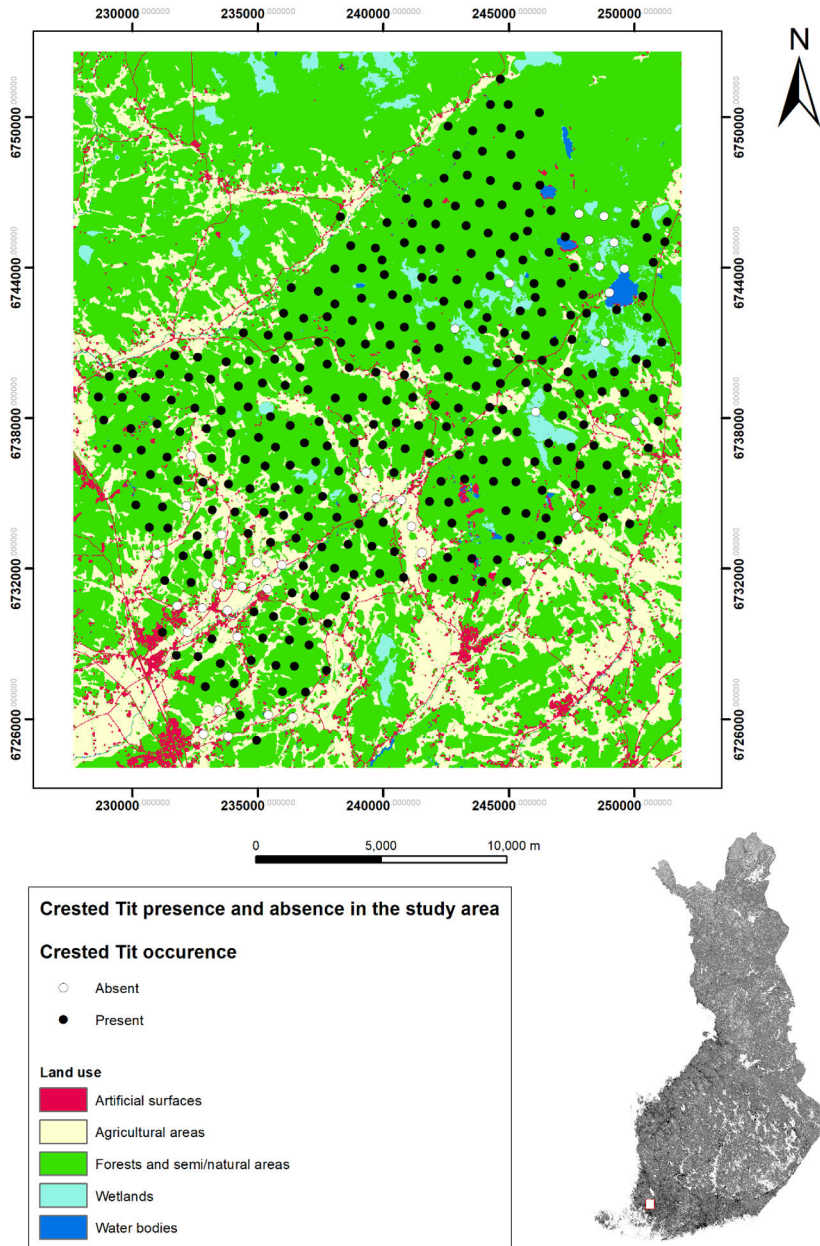 230000.000000 235000.000000 240000.000000 245000.000000 250000.000000
N
6750000.000000 6750000.000000
6744000.000000 6744000.000000
6738000.000000 6738000.000000
6732000.000000 6732000.000000
6726000.000000 6726000.000000
230000.000000 235000.000000 240000.000000 245000.000000 250000.000000
0 5,000 10,000 m
Crested Tit presence and absence in the study area
Crested Tit occurence
Absent
Present
Land use
Artificial surfaces
Agricultural areas
Forests and semi/natural areas
Wetlands
Water bodies